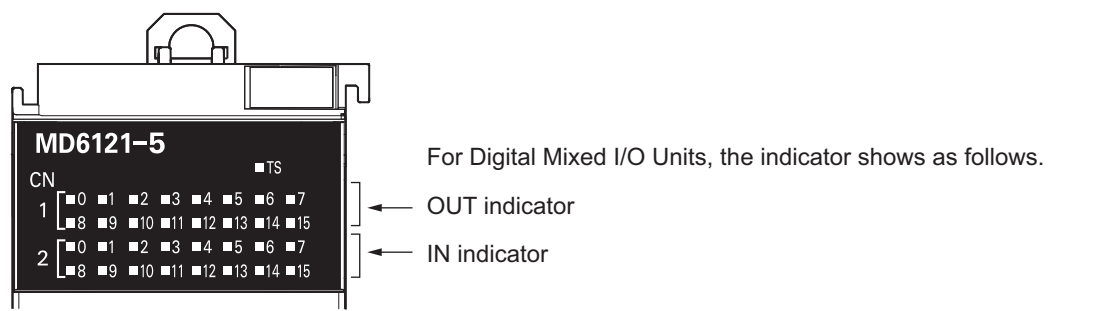 MD6121-5
TS
CN
1
0 1 2 3 4 5 6 7
8 9 10 11 12 13 14 15
2
0 1 2 3 4 5 6 7
8 9 10 11 12 13 14 15
For Digital Mixed I/O Units, the indicator shows as follows.
OUT indicator
IN indicator